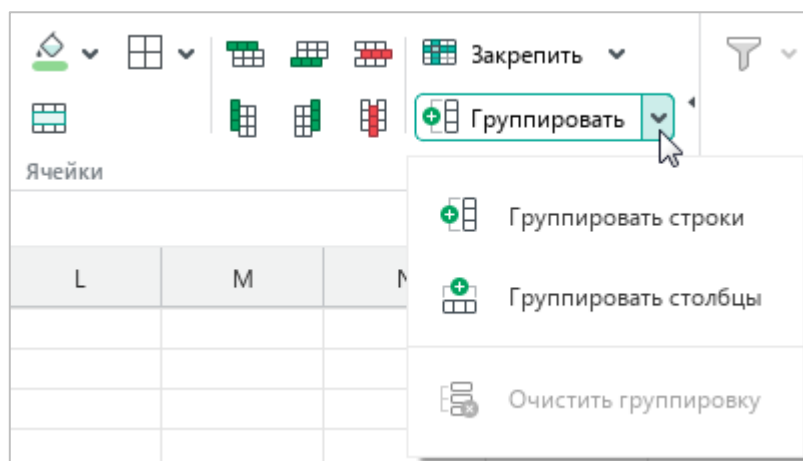 Закрепить
Группировать
Ячейки
Группировать строки
L M N
Группировать столбцы
Очистить группировку